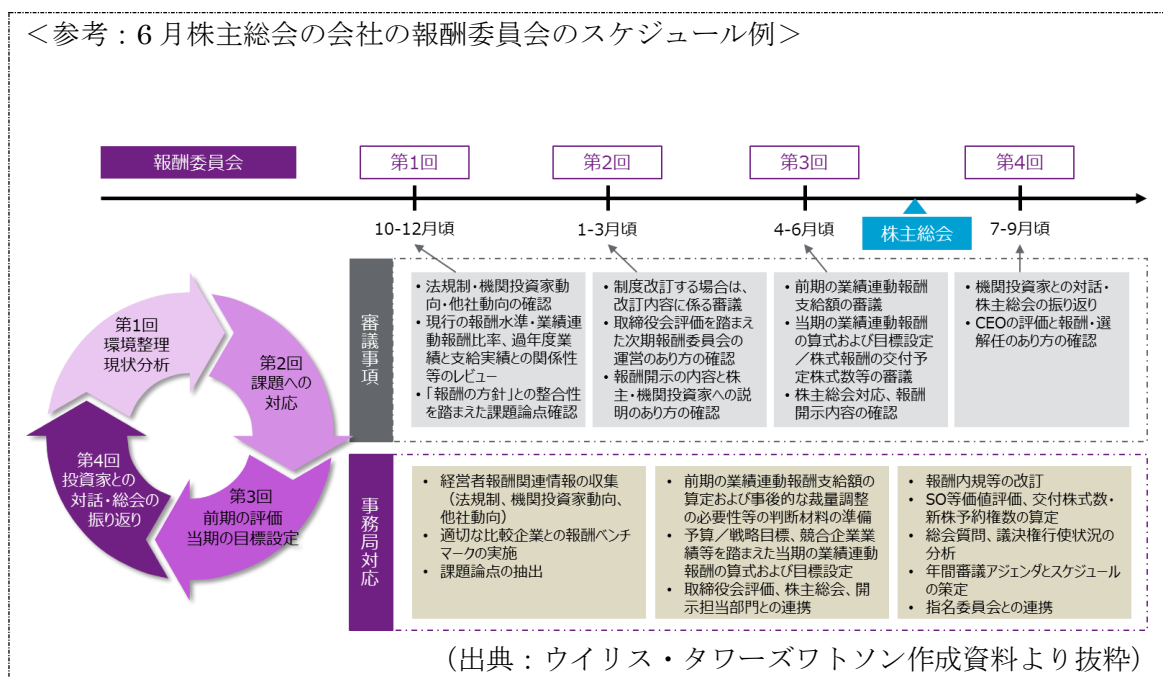 ＜参考：6月株主総会の会社の報酬委員会のスケジュール例＞
報酬委員会
第1回
第2回
第3回
第4回
10-12月頃
1-3月頃
4-6月頃
株主総会
7-9月頃
審議事項
• 法規制・機関投資家動
向・他社動向の確認
• 現行の報酬水準・業績連
動報酬比率、過年度業
績と支給実績との関係性
等のレビュー
• 「報酬の方針」との整合性
を踏まえた課題論点確認
• 制度改訂する場合は、
改訂内容に係る審議
• 取締役会評価を踏まえ
た次期報酬委員会の
運営のあり方の確認
• 報酬開示の内容と株
主・機関投資家への説
明のあり方の確認
• 前期の業績連動報酬
支給額の審議
• 当期の業績連動報酬
の算式および目標設定
／株式報酬の交付予
定株式数等の審議
• 株主総会対応、報酬
開示内容の確認
• 機関投資家との対話・
株主総会の振り返り
• CEOの評価と報酬・選
解任のあり方の確認
第1回
環境整理
現状分析
第2回
課題への
対応
第3回
前期の評価
当期の目標設定
第4回
投資家との
対話・総会の
振り返り
事務局対応
• 経営者報酬関連情報の収集
（法規制、機関投資家動向、
他社動向）
• 適切な比較企業との報酬ベンチ
マークの実施
• 課題論点の抽出
• 前期の業績連動報酬支給額の
算定および事後的な裁量調整
の必要性等の判断材料の準備
• 予算／戦略目標、競合企業業
績等を踏まえた当期の業績連動
報酬の算式および目標設定
• 取締役会評価、株主総会、開
示担当部門との連携
• 報酬内規等の改訂
• SO等価値評価、交付株式数・
新株予約権数の算定
• 総会質問、議決権行使状況の
分析
• 年間審議アジェンダとスケジュール
の策定
• 指名委員会との連携
（出典：ウイリス・タワーズワトソン作成資料より抜粋）